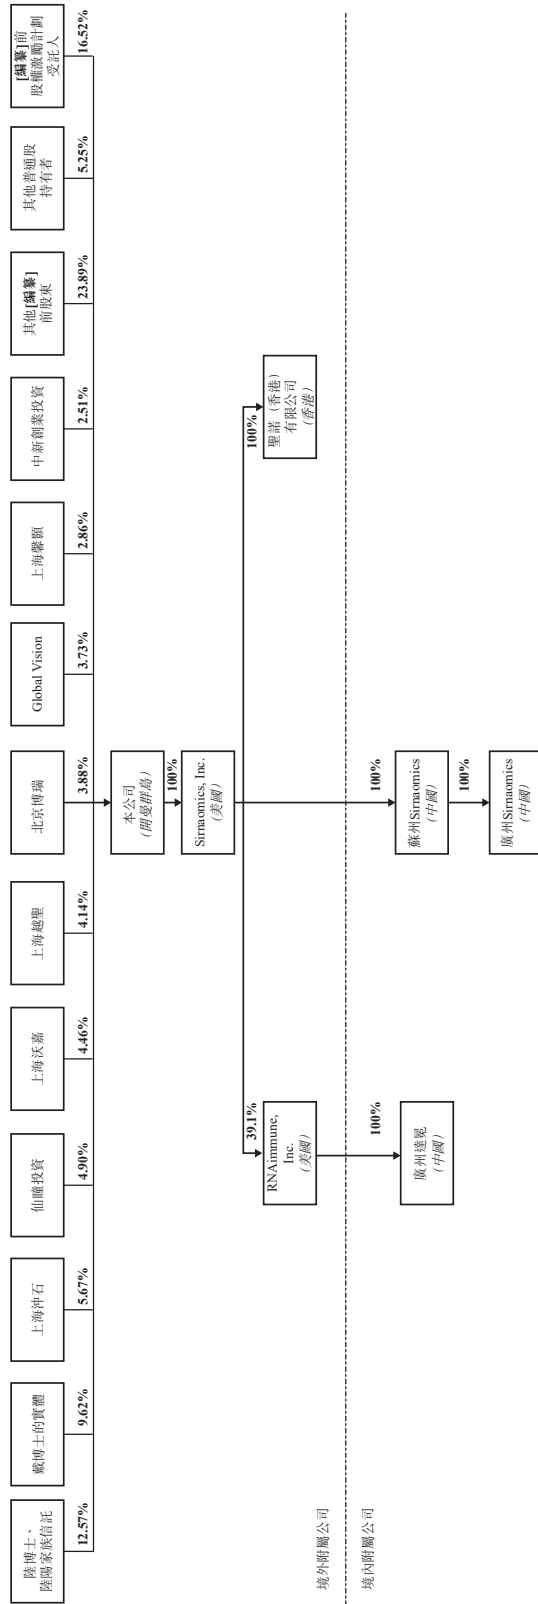 陸博士、
陸陽家族信託
12.57%
戴博士的實體
9.62%
上海沖石
5.67%
仙瞳投資
4.90%
上海沃嘉
4.46%
上海越聖
4.14%
北京博瑞
3.88%
Global Vision
3.73%
上海馨顥
2.86%
中新創業投資
2.51%
其他[編纂]
前股東
23.89%
其他普通股
持有者
5.25%
[編纂]前
股權激勵計劃
受託人
16.52%
本公司
(開曼群島)
100%
Sirnaomics, Inc.
(美國)
39.1%
100%
RNAimmune,
Inc.
(美國)
聖諾（香港）
有限公司
(香港)
境外附屬公司
境內附屬公司
100%
100%
廣州達冕
(中國)
蘇州Sirnaomics
(中國)
100%
廣州Sirnaomics
(中國)